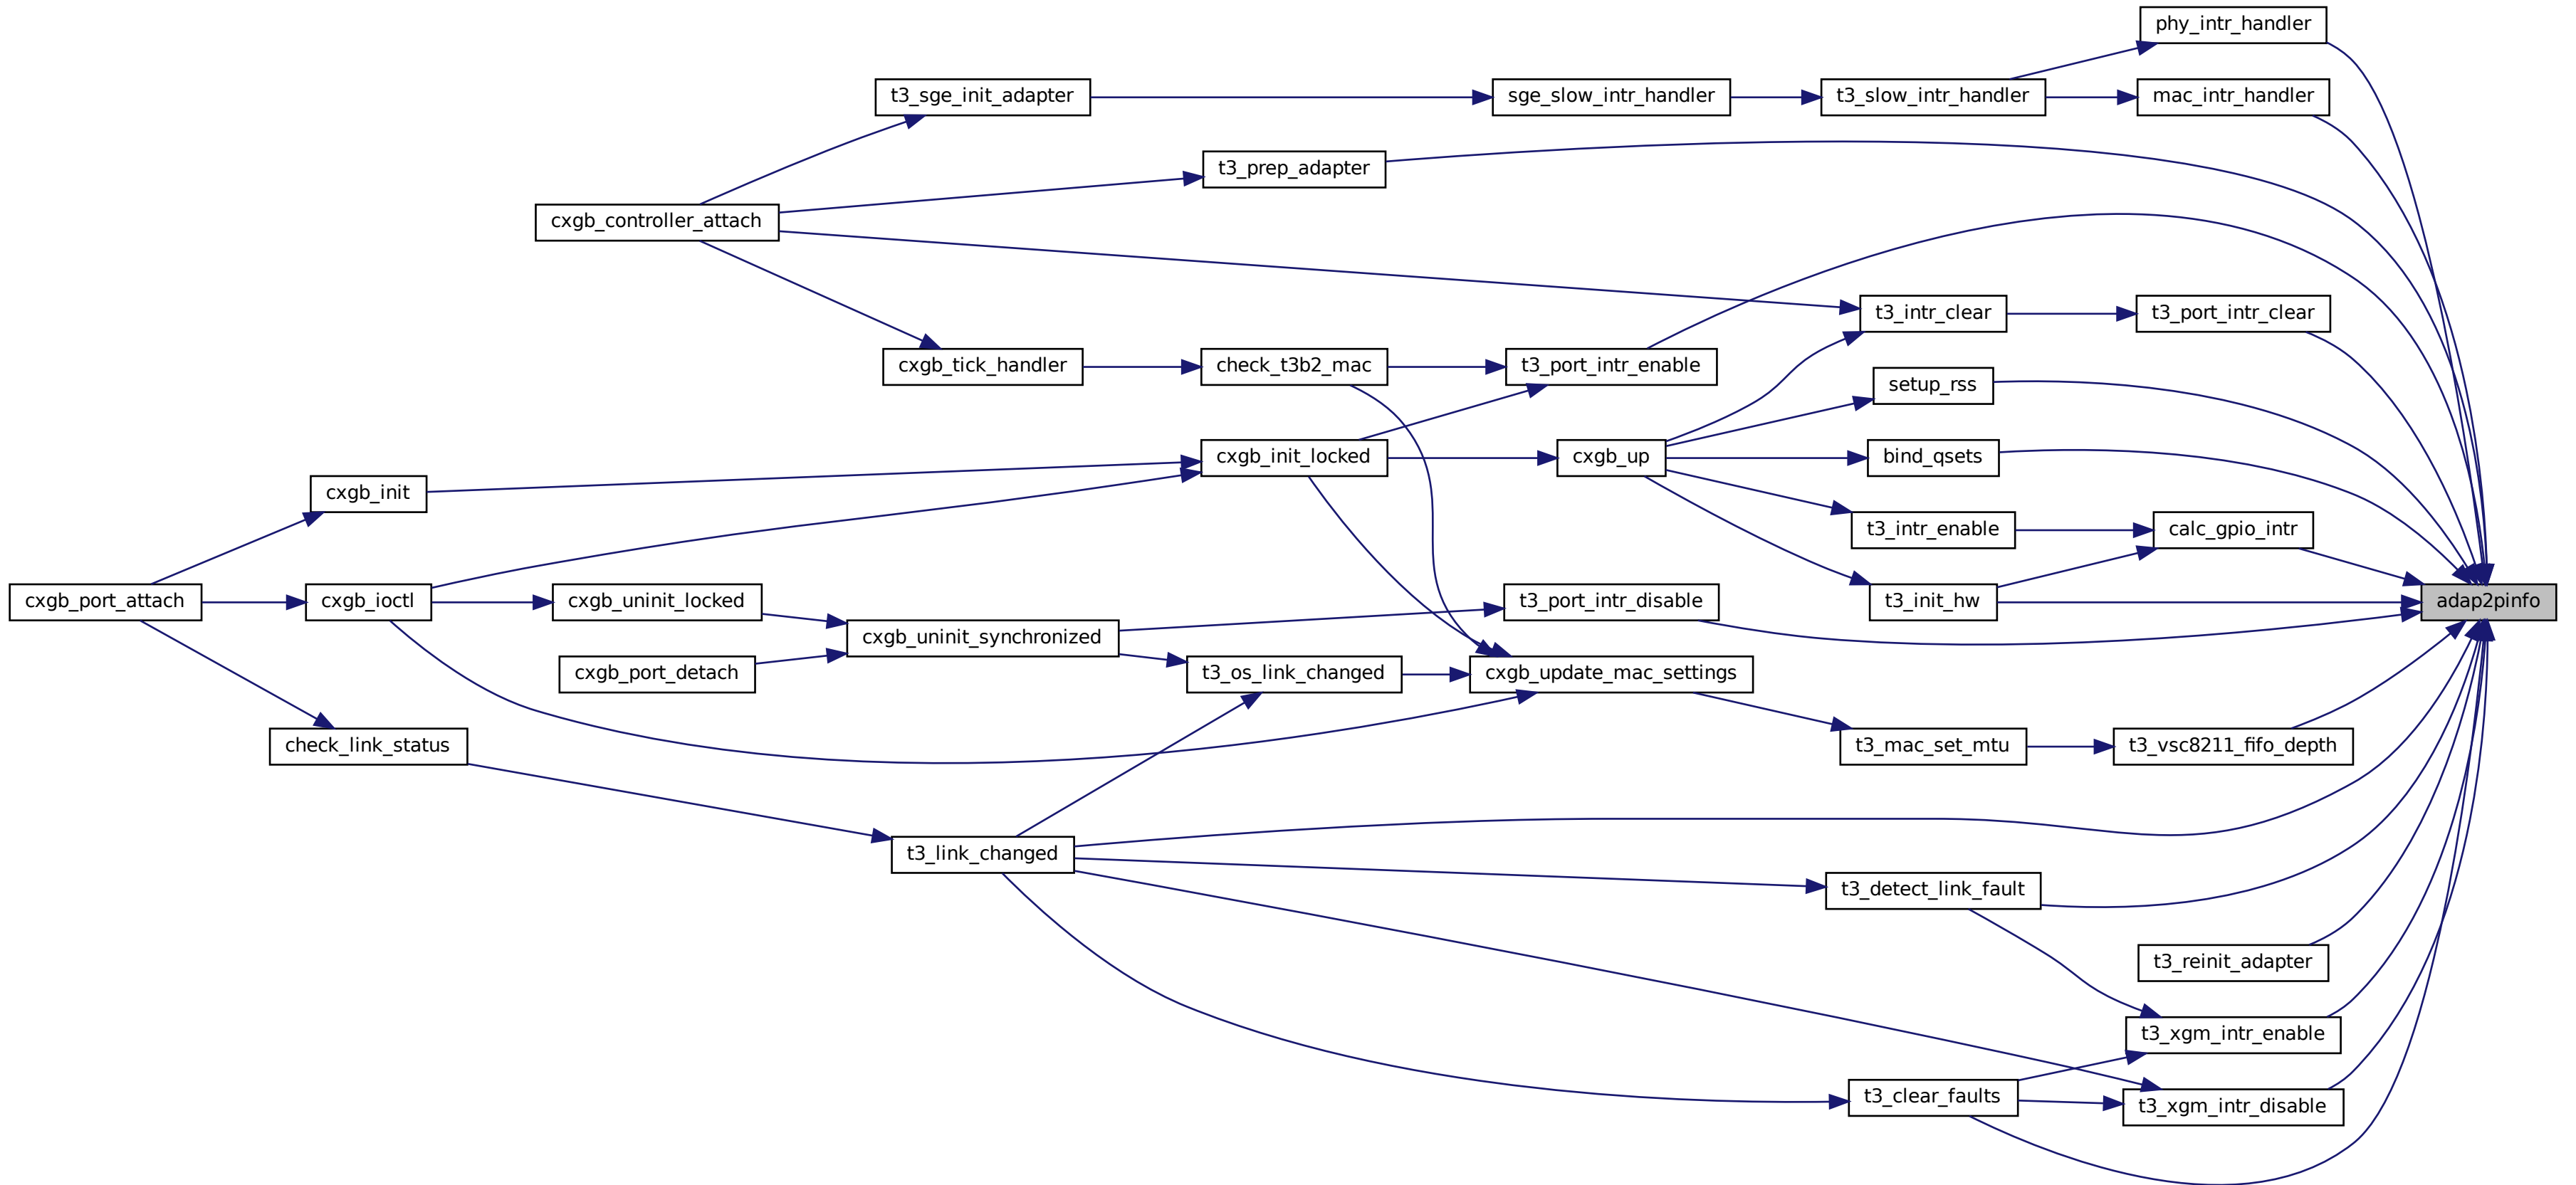 phy_intr_handler
t3_sge_init_adapter
sge_slow_intr_handler
t3_slow_intr_handler
mac_intr_handler
t3_prep_adapter
cxgb_controller_attach
t3_intr_clear
t3_port_intr_clear
cxgb_tick_handler
check_t3b2_mac
t3_port_intr_enable
setup_rss
cxgb_init_locked
cxgb_up
bind_qsets
cxgb_init
t3_intr_enable
calc_gpio_intr
cxgb_port_attach
cxgb_ioctl
cxgb_uninit_locked
t3_port_intr_disable
t3_init_hw
adap2pinfo
cxgb_uninit_synchronized
cxgb_port_detach
t3_os_link_changed
cxgb_update_mac_settings
check_link_status
t3_mac_set_mtu
t3_vsc8211_fifo_depth
t3_link_changed
t3_detect_link_fault
t3_reinit_adapter
t3_xgm_intr_enable
t3_clear_faults
t3_xgm_intr_disable